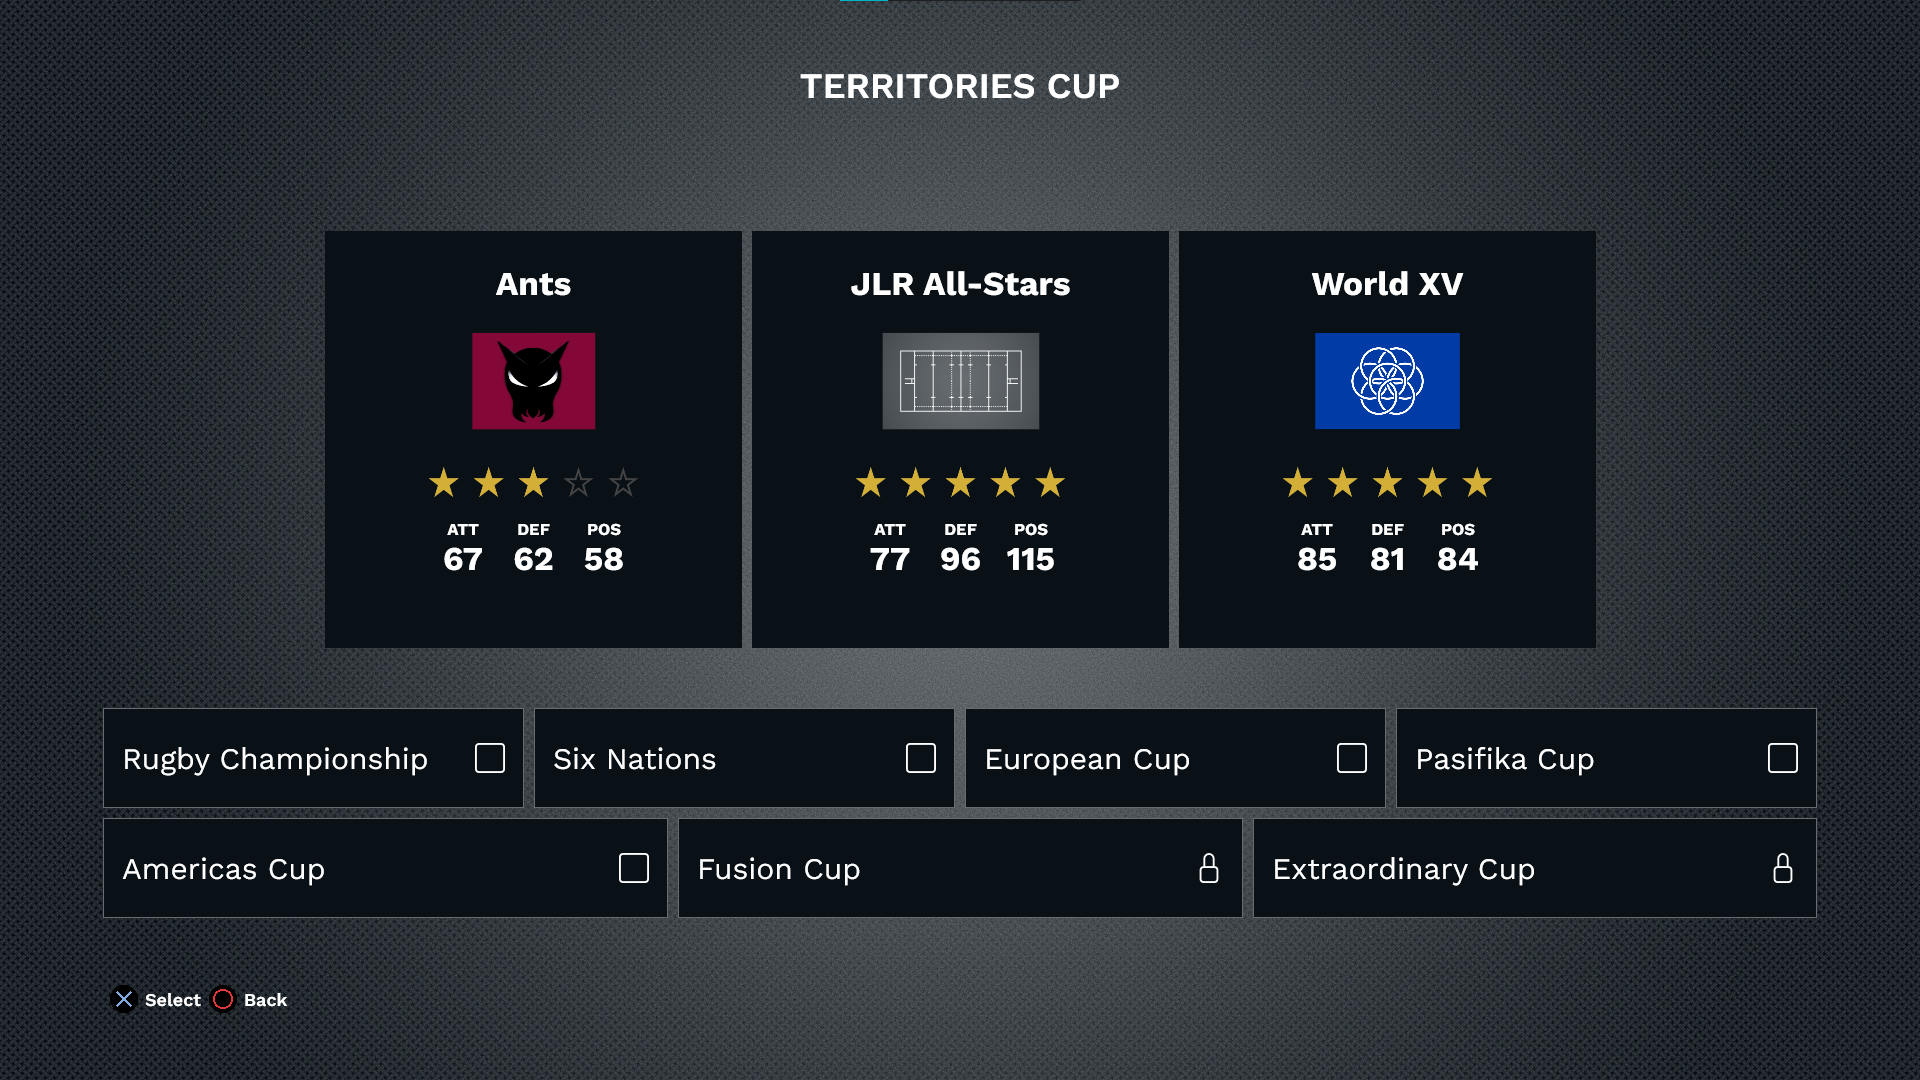 TERRITORIES CUP
Ants
ATT DEF POS
67 62 58
JLR All-Stars
ATT DEF POS
77 96 115
World XV
ATT DEF POS
85 81 84
Rugby Championship
Six Nations
European Cup
Pasifika Cup
Americas Cup
Fusion Cup
Extraordinary Cup
Select Back